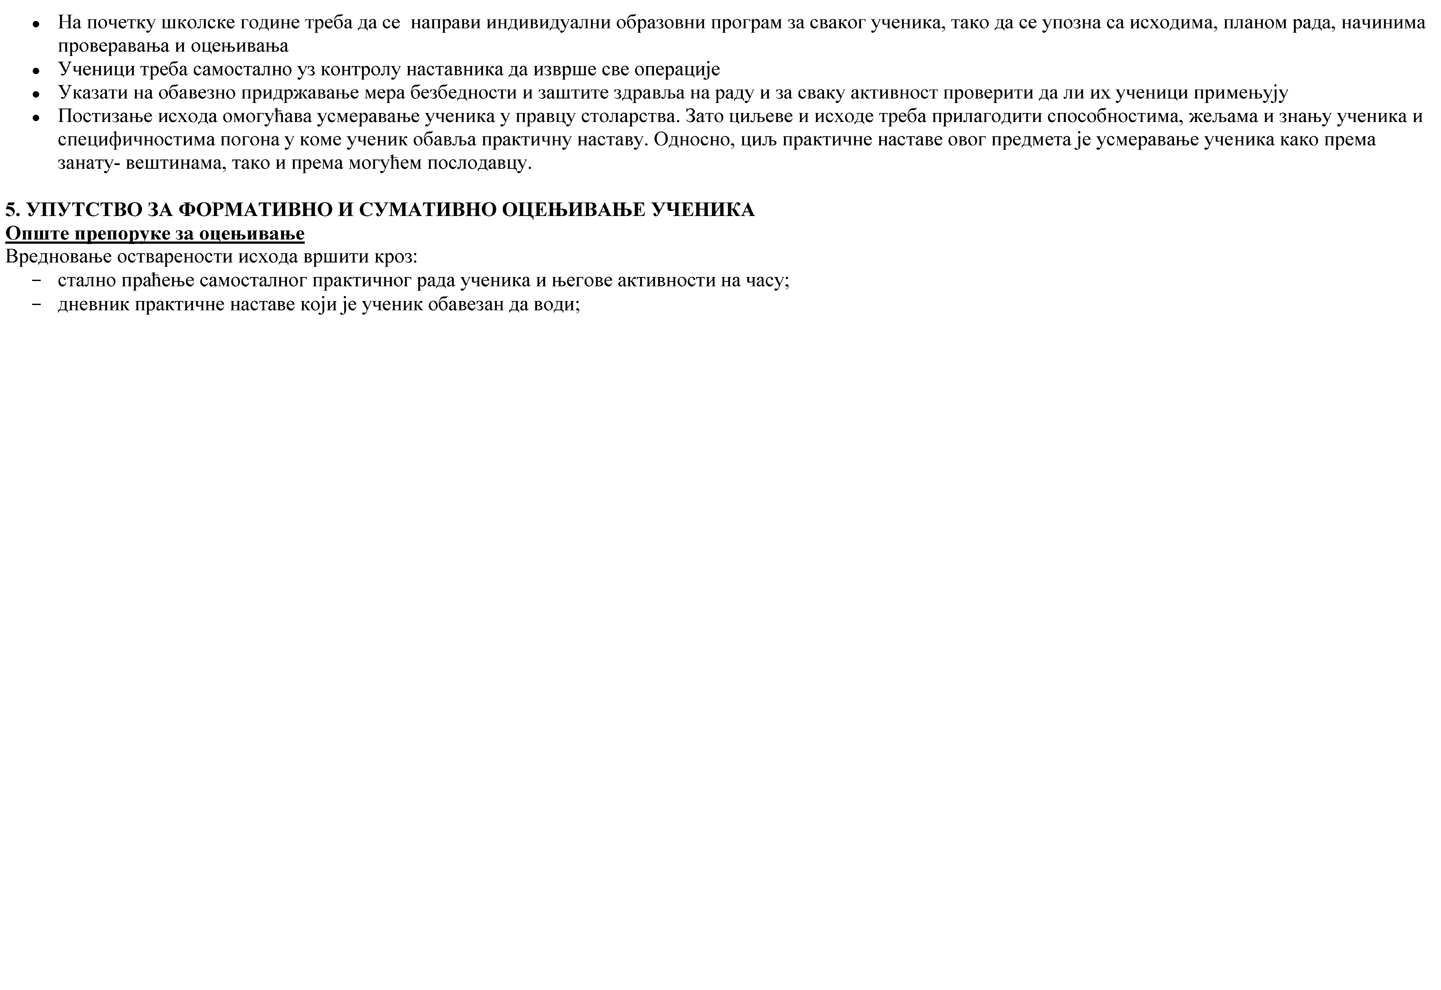 • На почетку школске године треба да се  направи индивидуални образовни програм за сваког ученика, тако да се упозна са исходима, планом рада, начинима
проверавања и оцењивања
• Ученици треба самостално уз контролу наставника да изврше све операције
• Указати на обавезно придржавање мера безбедности и заштите здравља на раду и за сваку активност проверити да ли их ученици примењују
• Постизање исхода омогућава усмеравање ученика у правцу столарства. Зато циљеве и исходе треба прилагодити способностима, жељама и знању ученика и
специфичностима погона у коме ученик обавља практичну наставу. Односно, циљ практичне наставе овог предмета је усмеравање ученика како према
занату- вештинама, тако и према могућем послодавцу.
5. УПУТСТВО ЗА ФОРМАТИВНО И СУМАТИВНО ОЦЕЊИВАЊЕ УЧЕНИКА
Опште препоруке за оцењивање
Вредновање остварености исхода вршити кроз:
− стално праћење самосталног практичног рада ученика и његове активности на часу;
− дневник практичне наставе који је ученик обавезан да води;